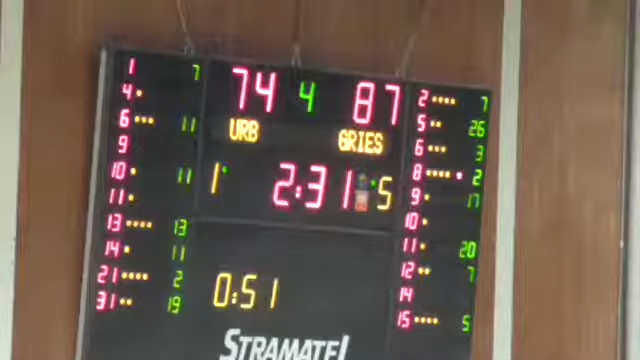 1 7 74 4 87 2 •••• 7
4 • 5 •• 26
6 ••• 11 URB GRIES 6 ••• 3
9 8 ••••• 2
10 • 11 1 2:31 5 9 • 17
11 • 10 •
13 •••• 13 11 • 20
14 • 11 12 •• 7
21 •••• 2 0:51 14
31 •• 19 15 •••• 5
STRAMATEL